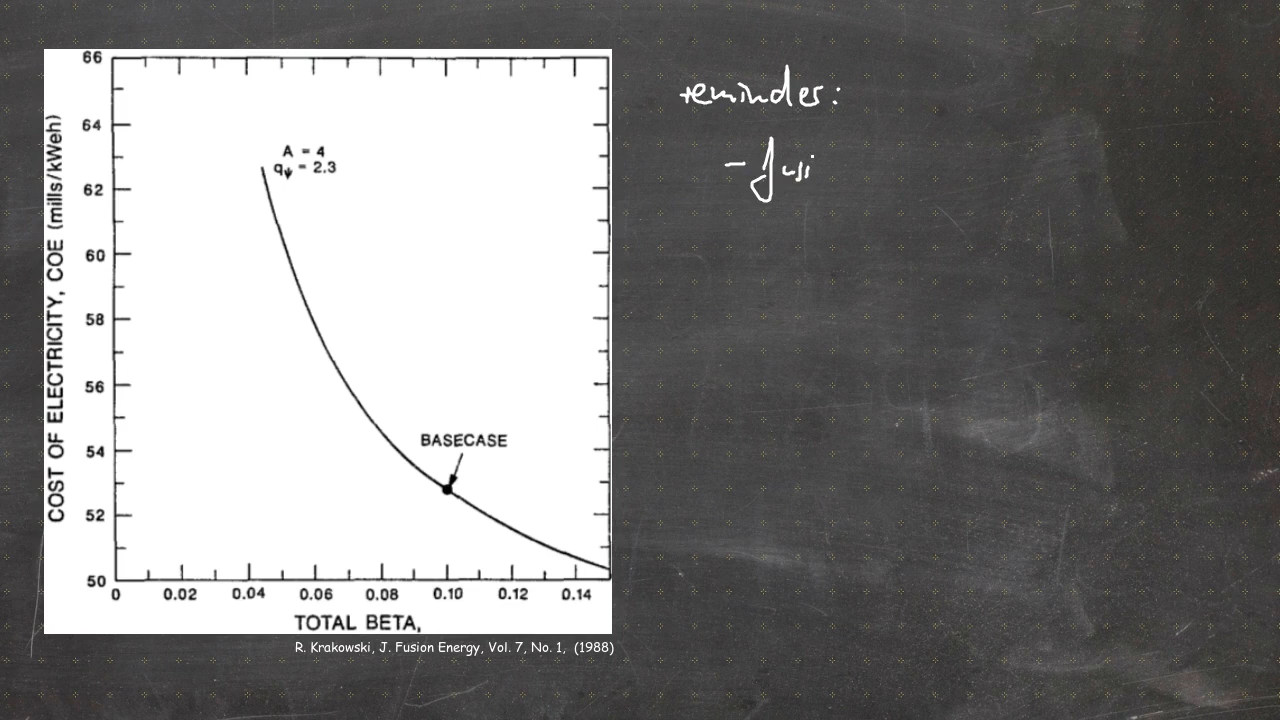 66
64
62
60
58
56
54
52
50
COST OF ELECTRICITY, COE (mills/kWeh)
A = 4
qψ = 2.3
BASECASE
0 0.02 0.04 0.06 0.08 0.10 0.12 0.14
TOTAL BETA,
R. Krakowski, J. Fusion Energy, Vol. 7, No. 1, (1988)
reminder:
- fusi